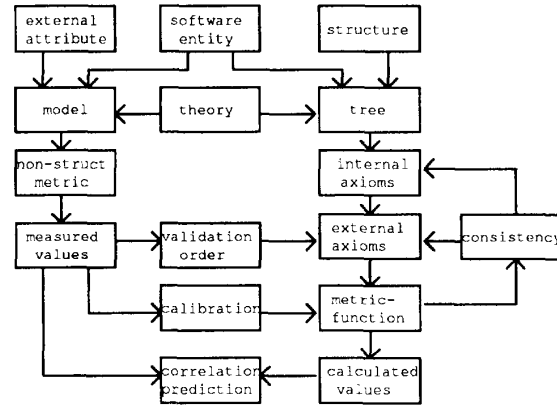 external
attribute
software
entity
structure
model
theory
tree
non-struct
metric
internal
axioms
measured
values
validation
order
external
axioms
consistency
calibration
metric-
function
correlation
prediction
calculated
values